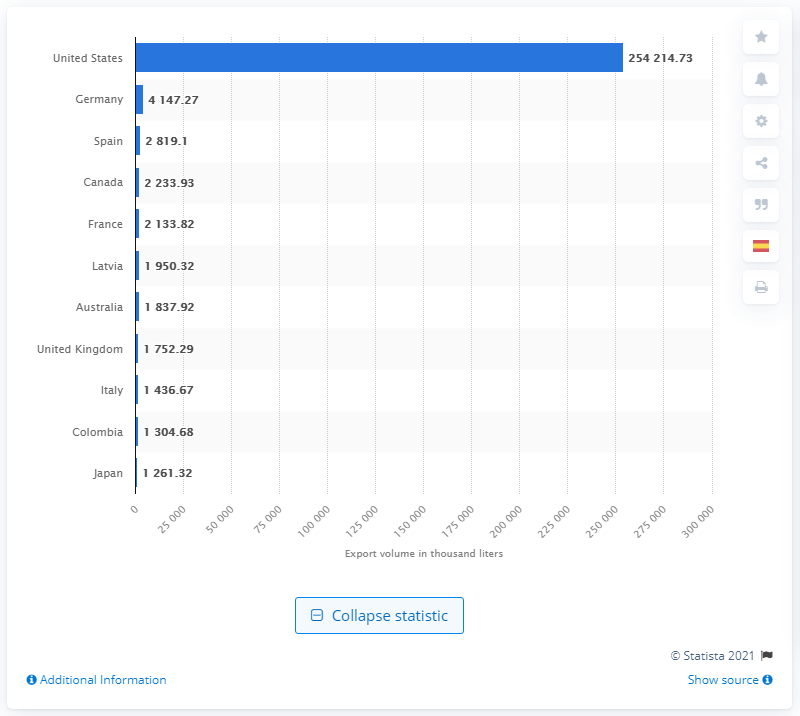 United States 254 214.73
Germany 4 147.27
Spain 2 819.1
Canada 2 233.93
France 2 133.82
Latvia 1 950.32
Australia 1 837.92
United Kingdom 1 752.29
Italy 1 436.67
Colombia 1 304.68
Japan 1 261.32
0 25 000 50 000 75 000 100 000 125 000 150 000 175 000 200 000 225 000 250 000 275 000 300 000
Export volume in thousand liters
Collapse statistic
© Statista 2021
Additional Information Show source